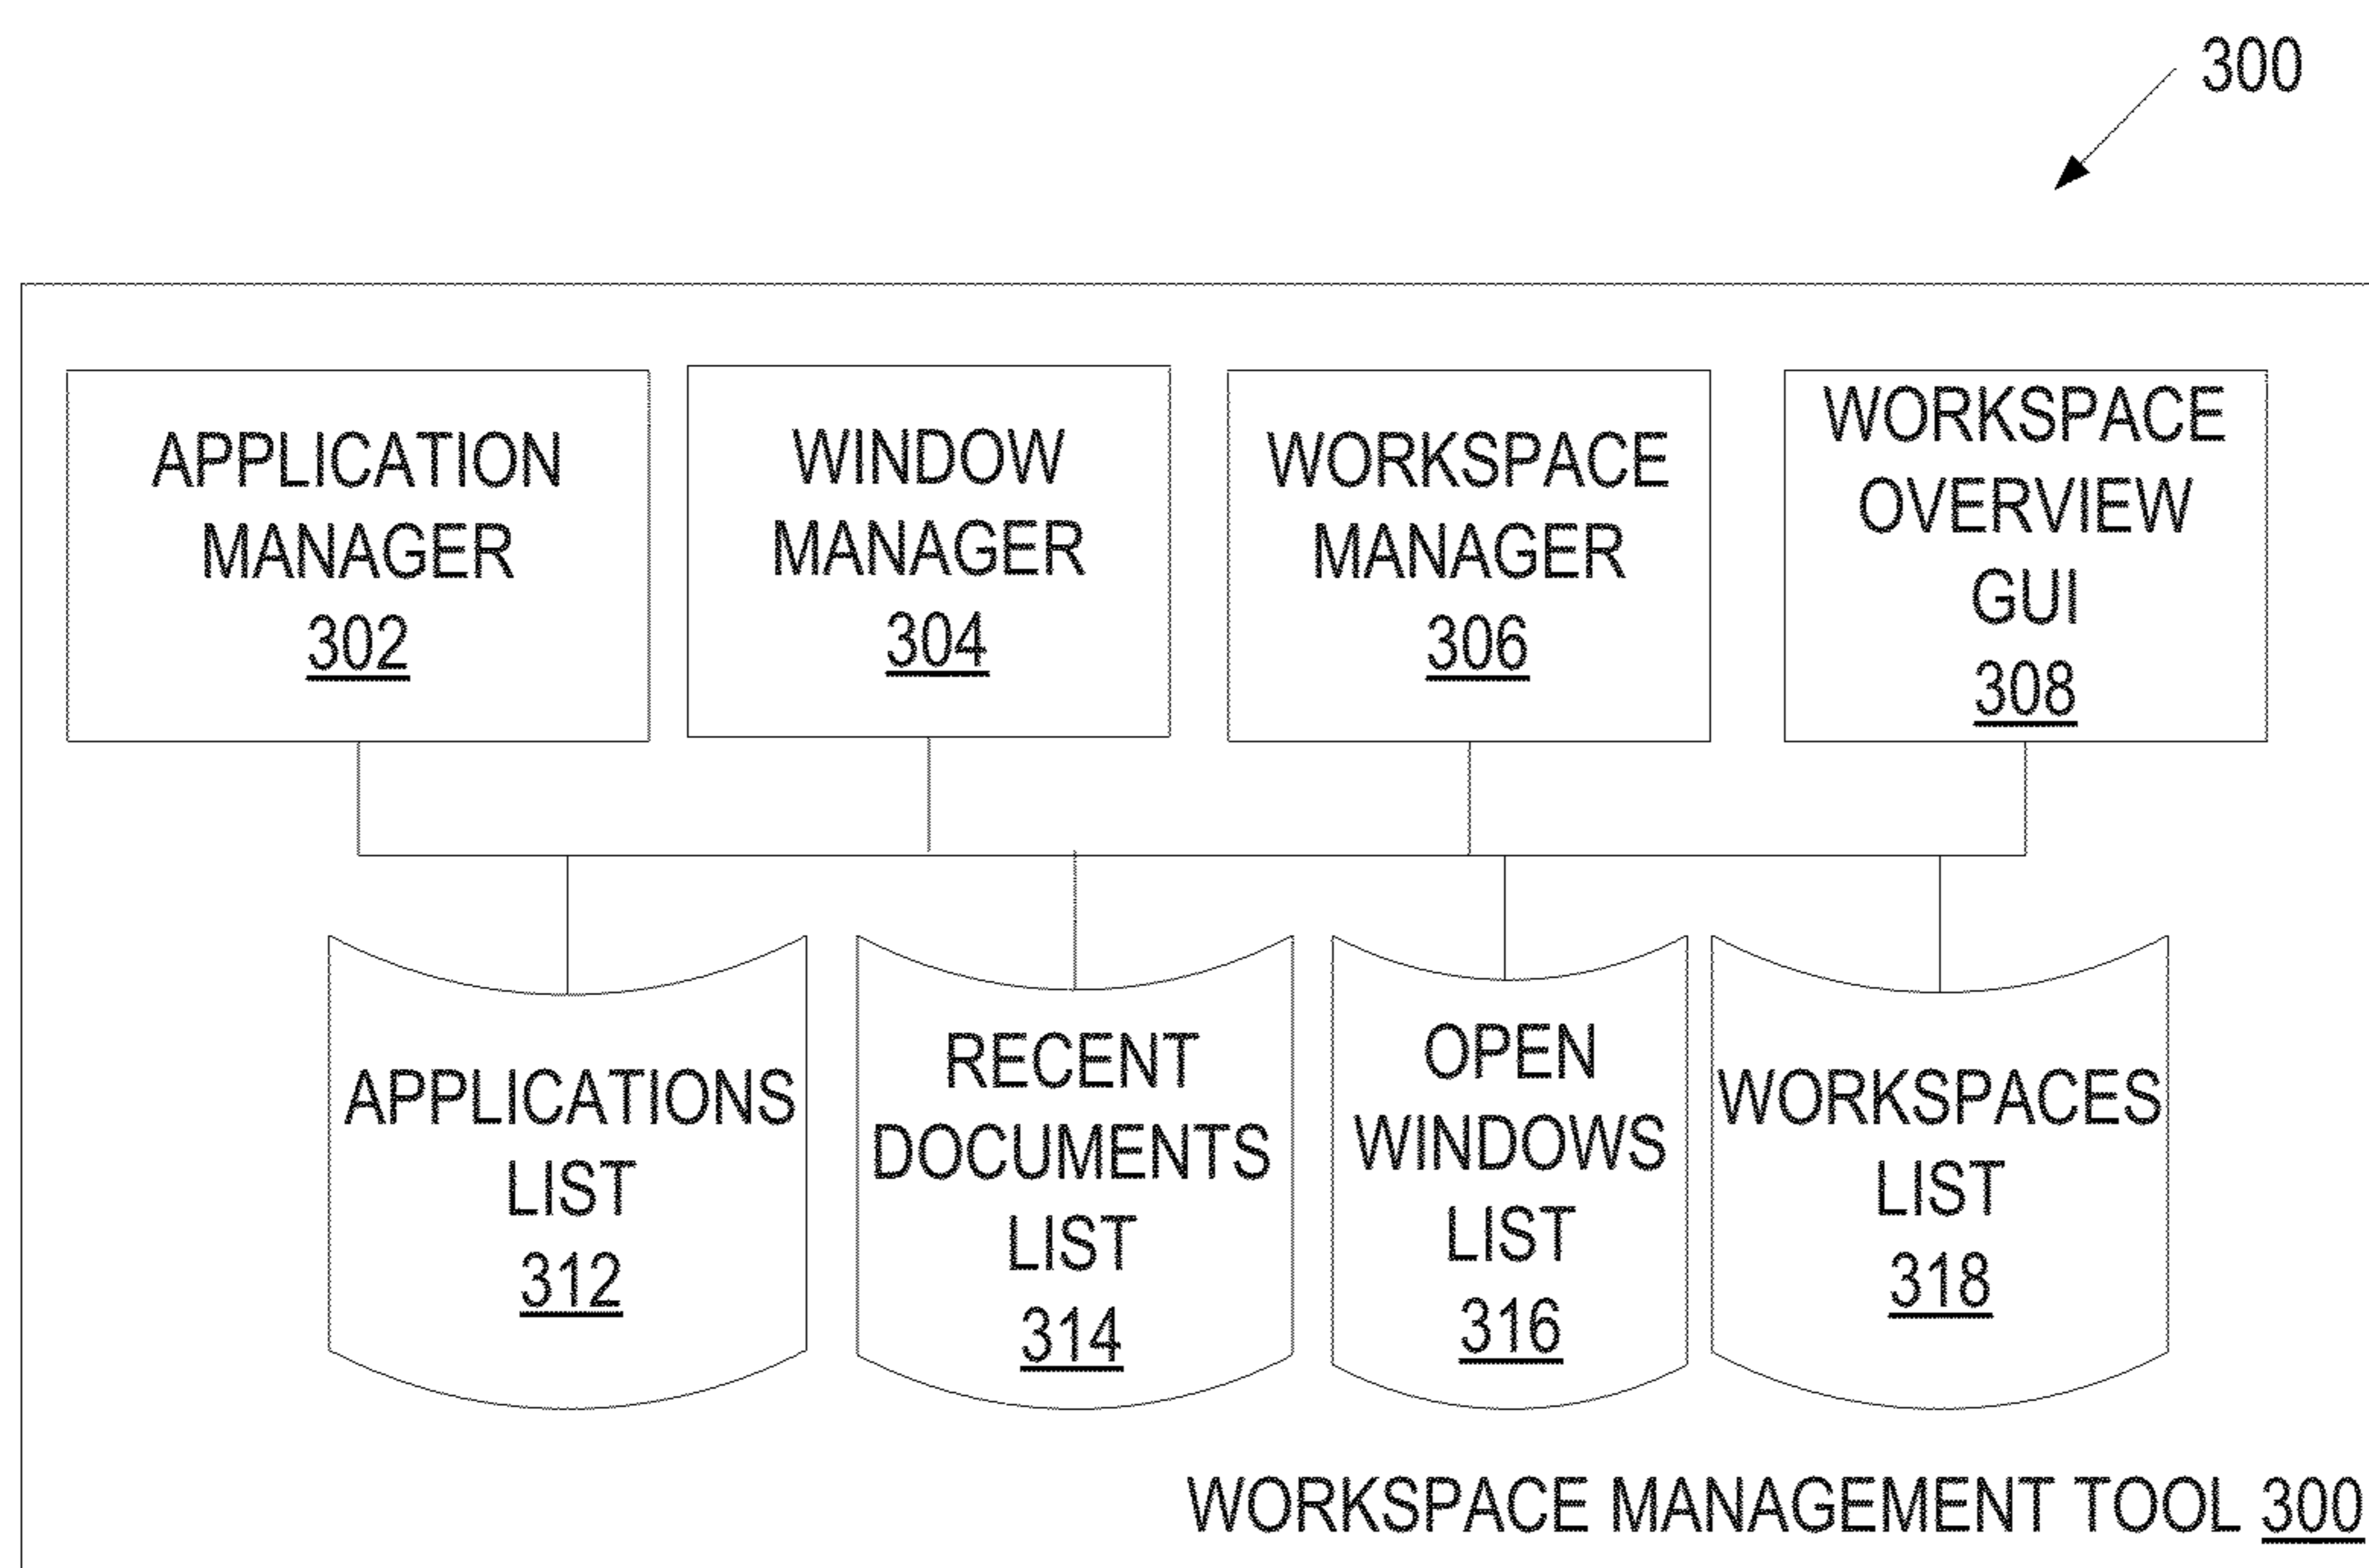 300
APPLICATION
MANAGER
302
WINDOW
MANAGER
304
WORKSPACE
MANAGER
306
WORKSPACE
OVERVIEW
GUI
308
APPLICATIONS
LIST
312
RECENT
DOCUMENTS
LIST
314
OPEN
WINDOWS
LIST
316
WORKSPACES
LIST
318
WORKSPACE MANAGEMENT TOOL 300